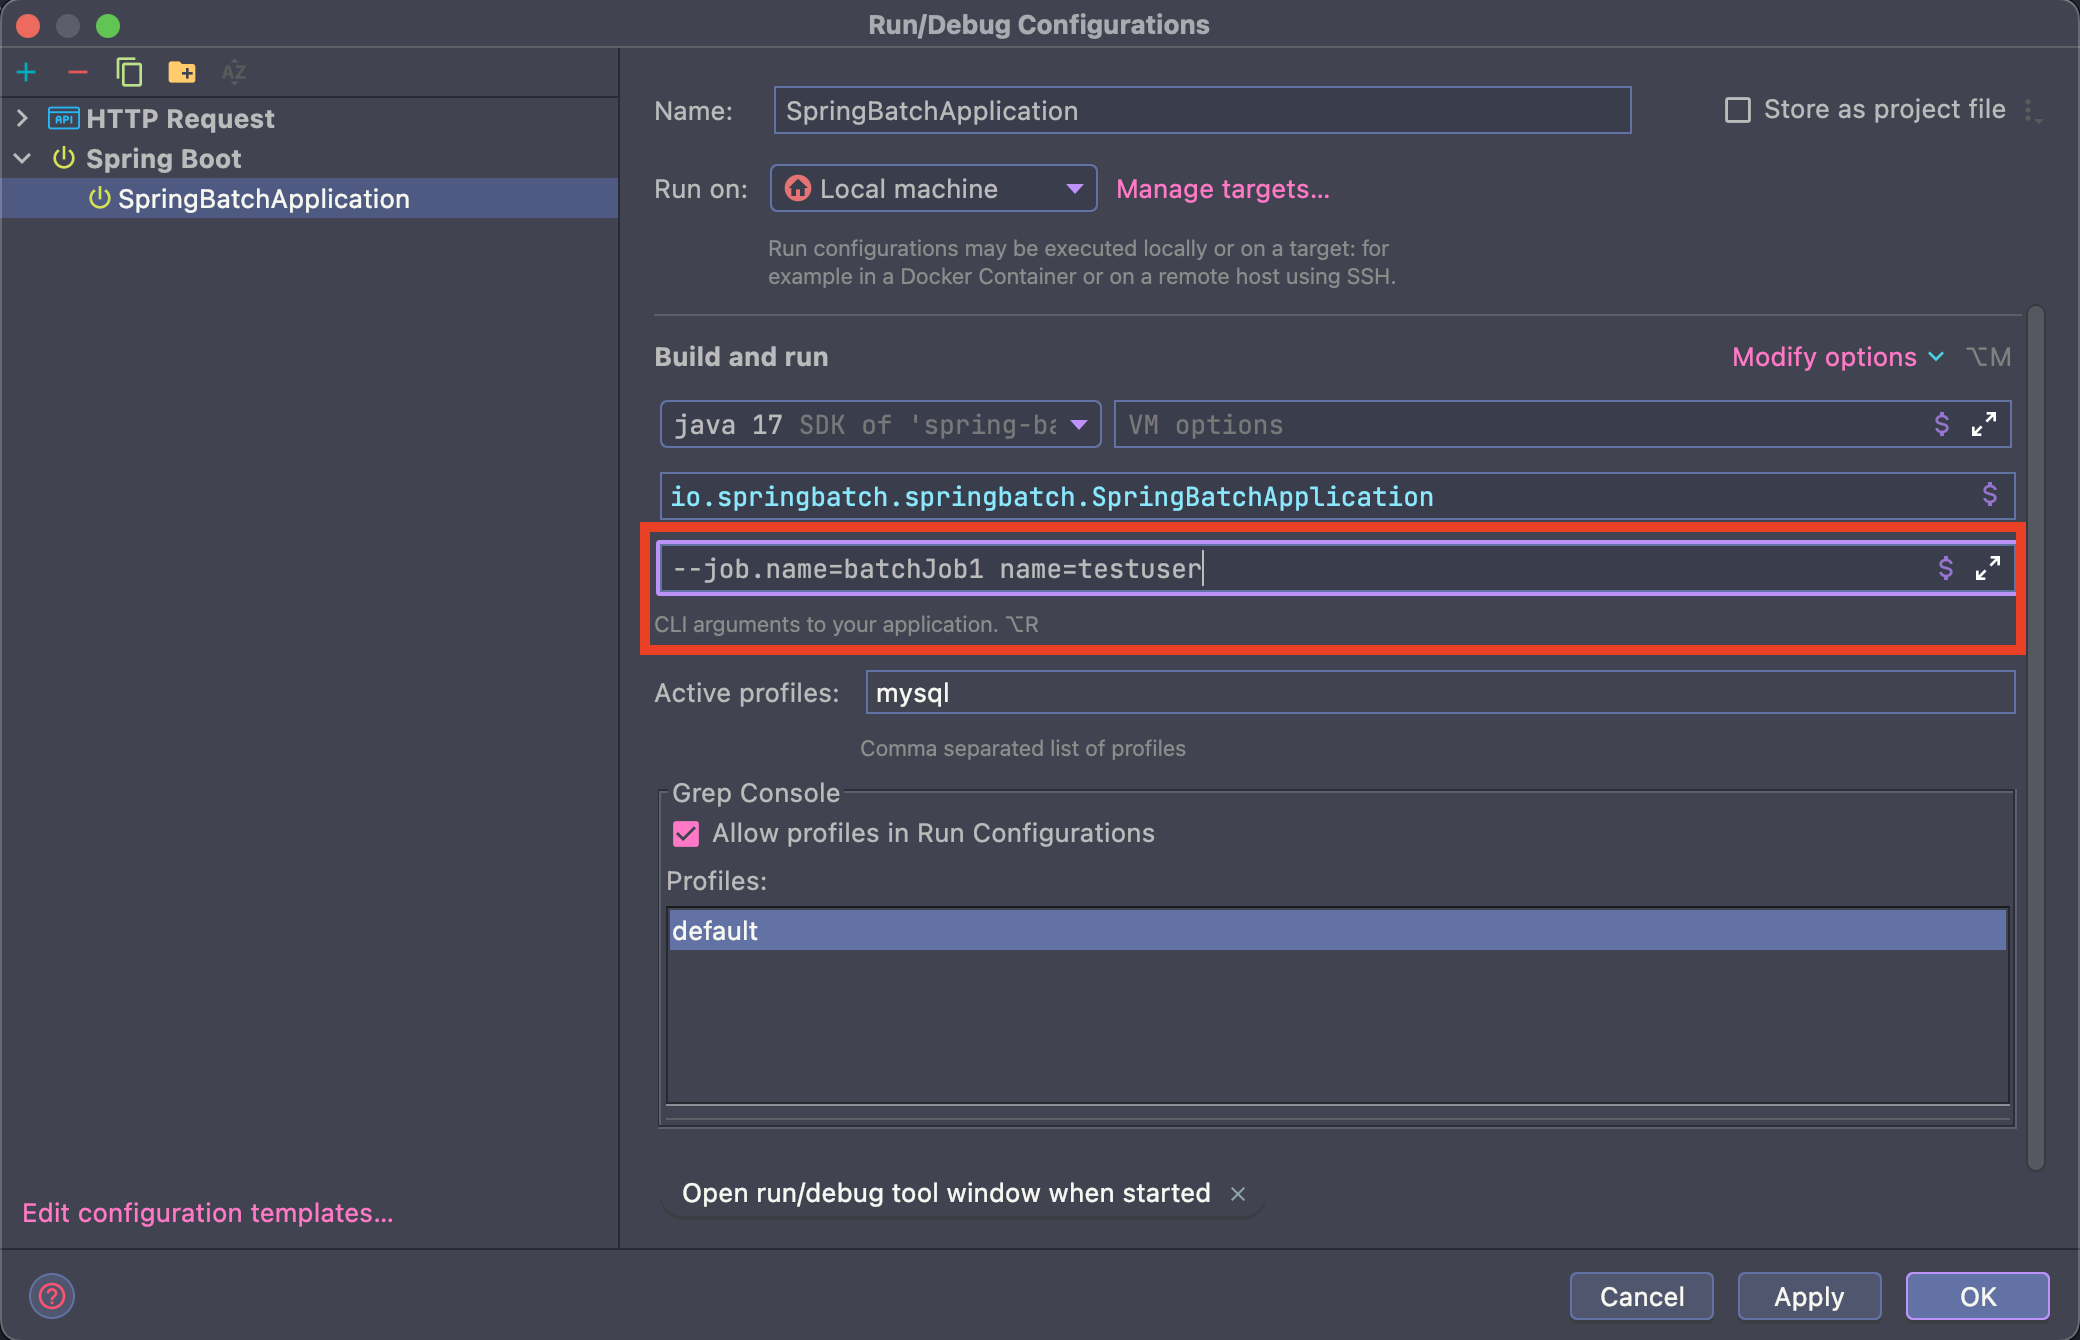 Run/Debug Configurations
AZ
API HTTP Request
Spring Boot
SpringBatchApplication
Name: SpringBatchApplication
Store as project file
Run on: Local machine Manage targets...
Run configurations may be executed locally or on a target: for
example in a Docker Container or on a remote host using SSH.
Build and run
Modify options ⌥M
java 17 SDK of 'spring-ba
VM options $
io.springbatch.springbatch.SpringBatchApplication $
--job.name=batchJob1 name=testuser $
CLI arguments to your application. ⌥R
Active profiles: mysql
Comma separated list of profiles
Grep Console
Allow profiles in Run Configurations
Profiles:
default
Open run/debug tool window when started ×
Edit configuration templates...
?
Cancel Apply OK